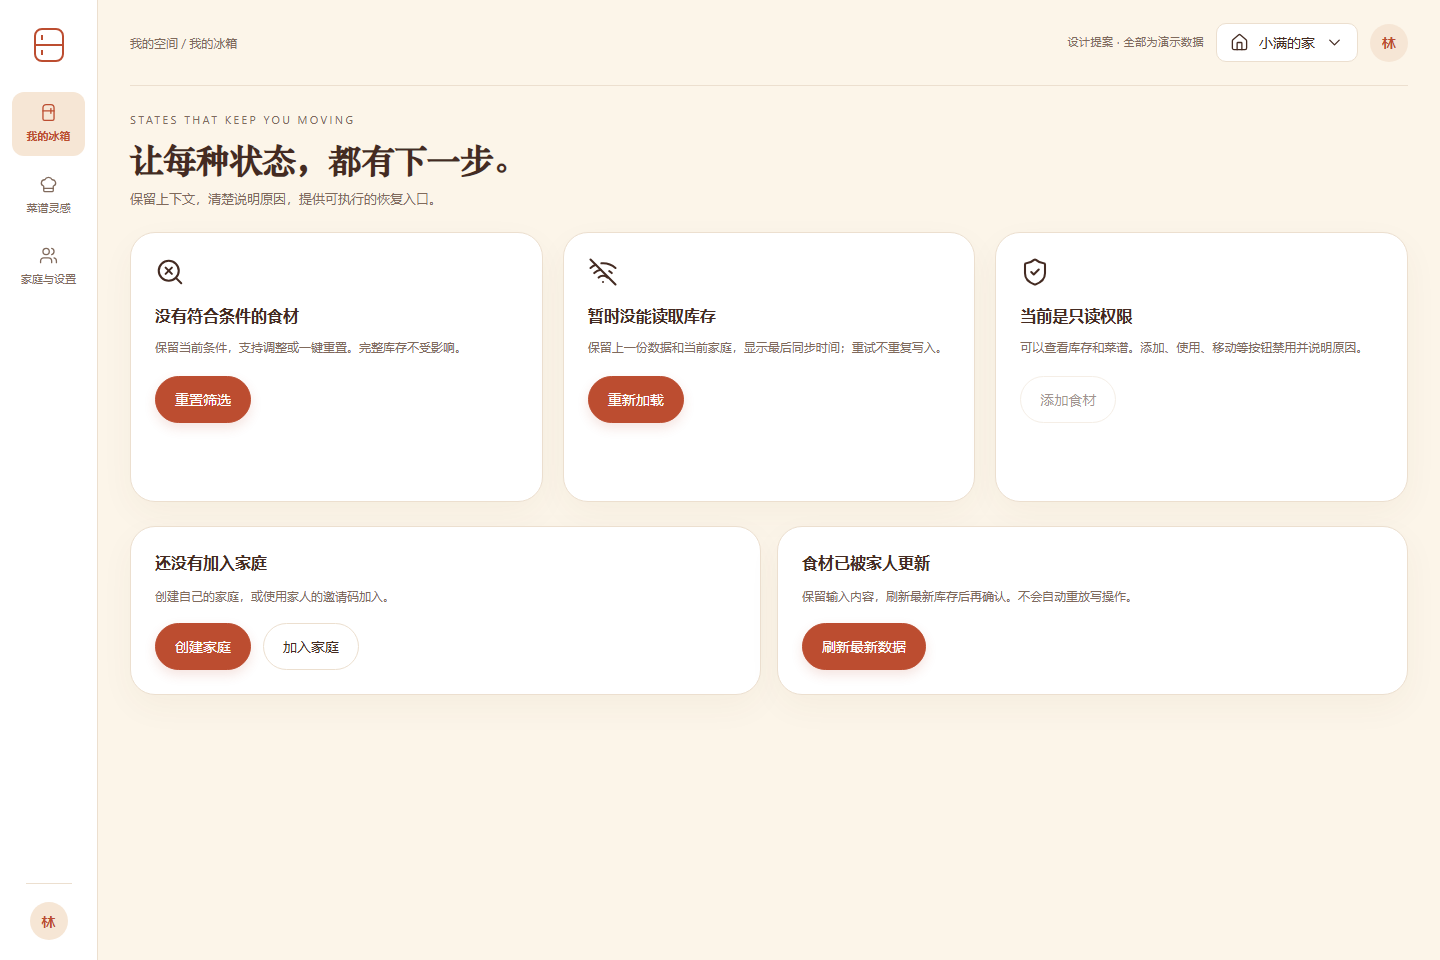 我的空间 / 我的冰箱
设计提案 · 全部为演示数据
小满的家
林
我的冰箱
菜谱灵感
家庭与设置
STATES THAT KEEP YOU MOVING
让每种状态，都有下一步。
保留上下文，清楚说明原因，提供可执行的恢复入口。
没有符合条件的食材
保留当前条件，支持调整或一键重置。完整库存不受影响。
重置筛选
暂时没能读取库存
保留上一份数据和当前家庭，显示最后同步时间；重试不重复写入。
重新加载
当前是只读权限
可以查看库存和菜谱。添加、使用、移动等按钮禁用并说明原因。
添加食材
还没有加入家庭
创建自己的家庭，或使用家人的邀请码加入。
创建家庭
加入家庭
食材已被家人更新
保留输入内容，刷新最新库存后再确认。不会自动重放写操作。
刷新最新数据
林